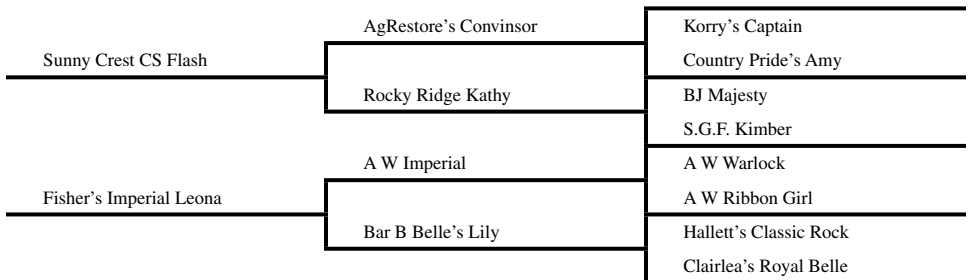 AgRestore's Convinsor
Korry's Captain
Sunny Crest CS Flash
Country Pride's Amy
Rocky Ridge Kathy
BJ Majesty
S.G.F. Kimber
A W Imperial
A W Warlock
Fisher's Imperial Leona
A W Ribbon Girl
Bar B Belle's Lily
Hallett's Classic Rock
Clairlea's Royal Belle